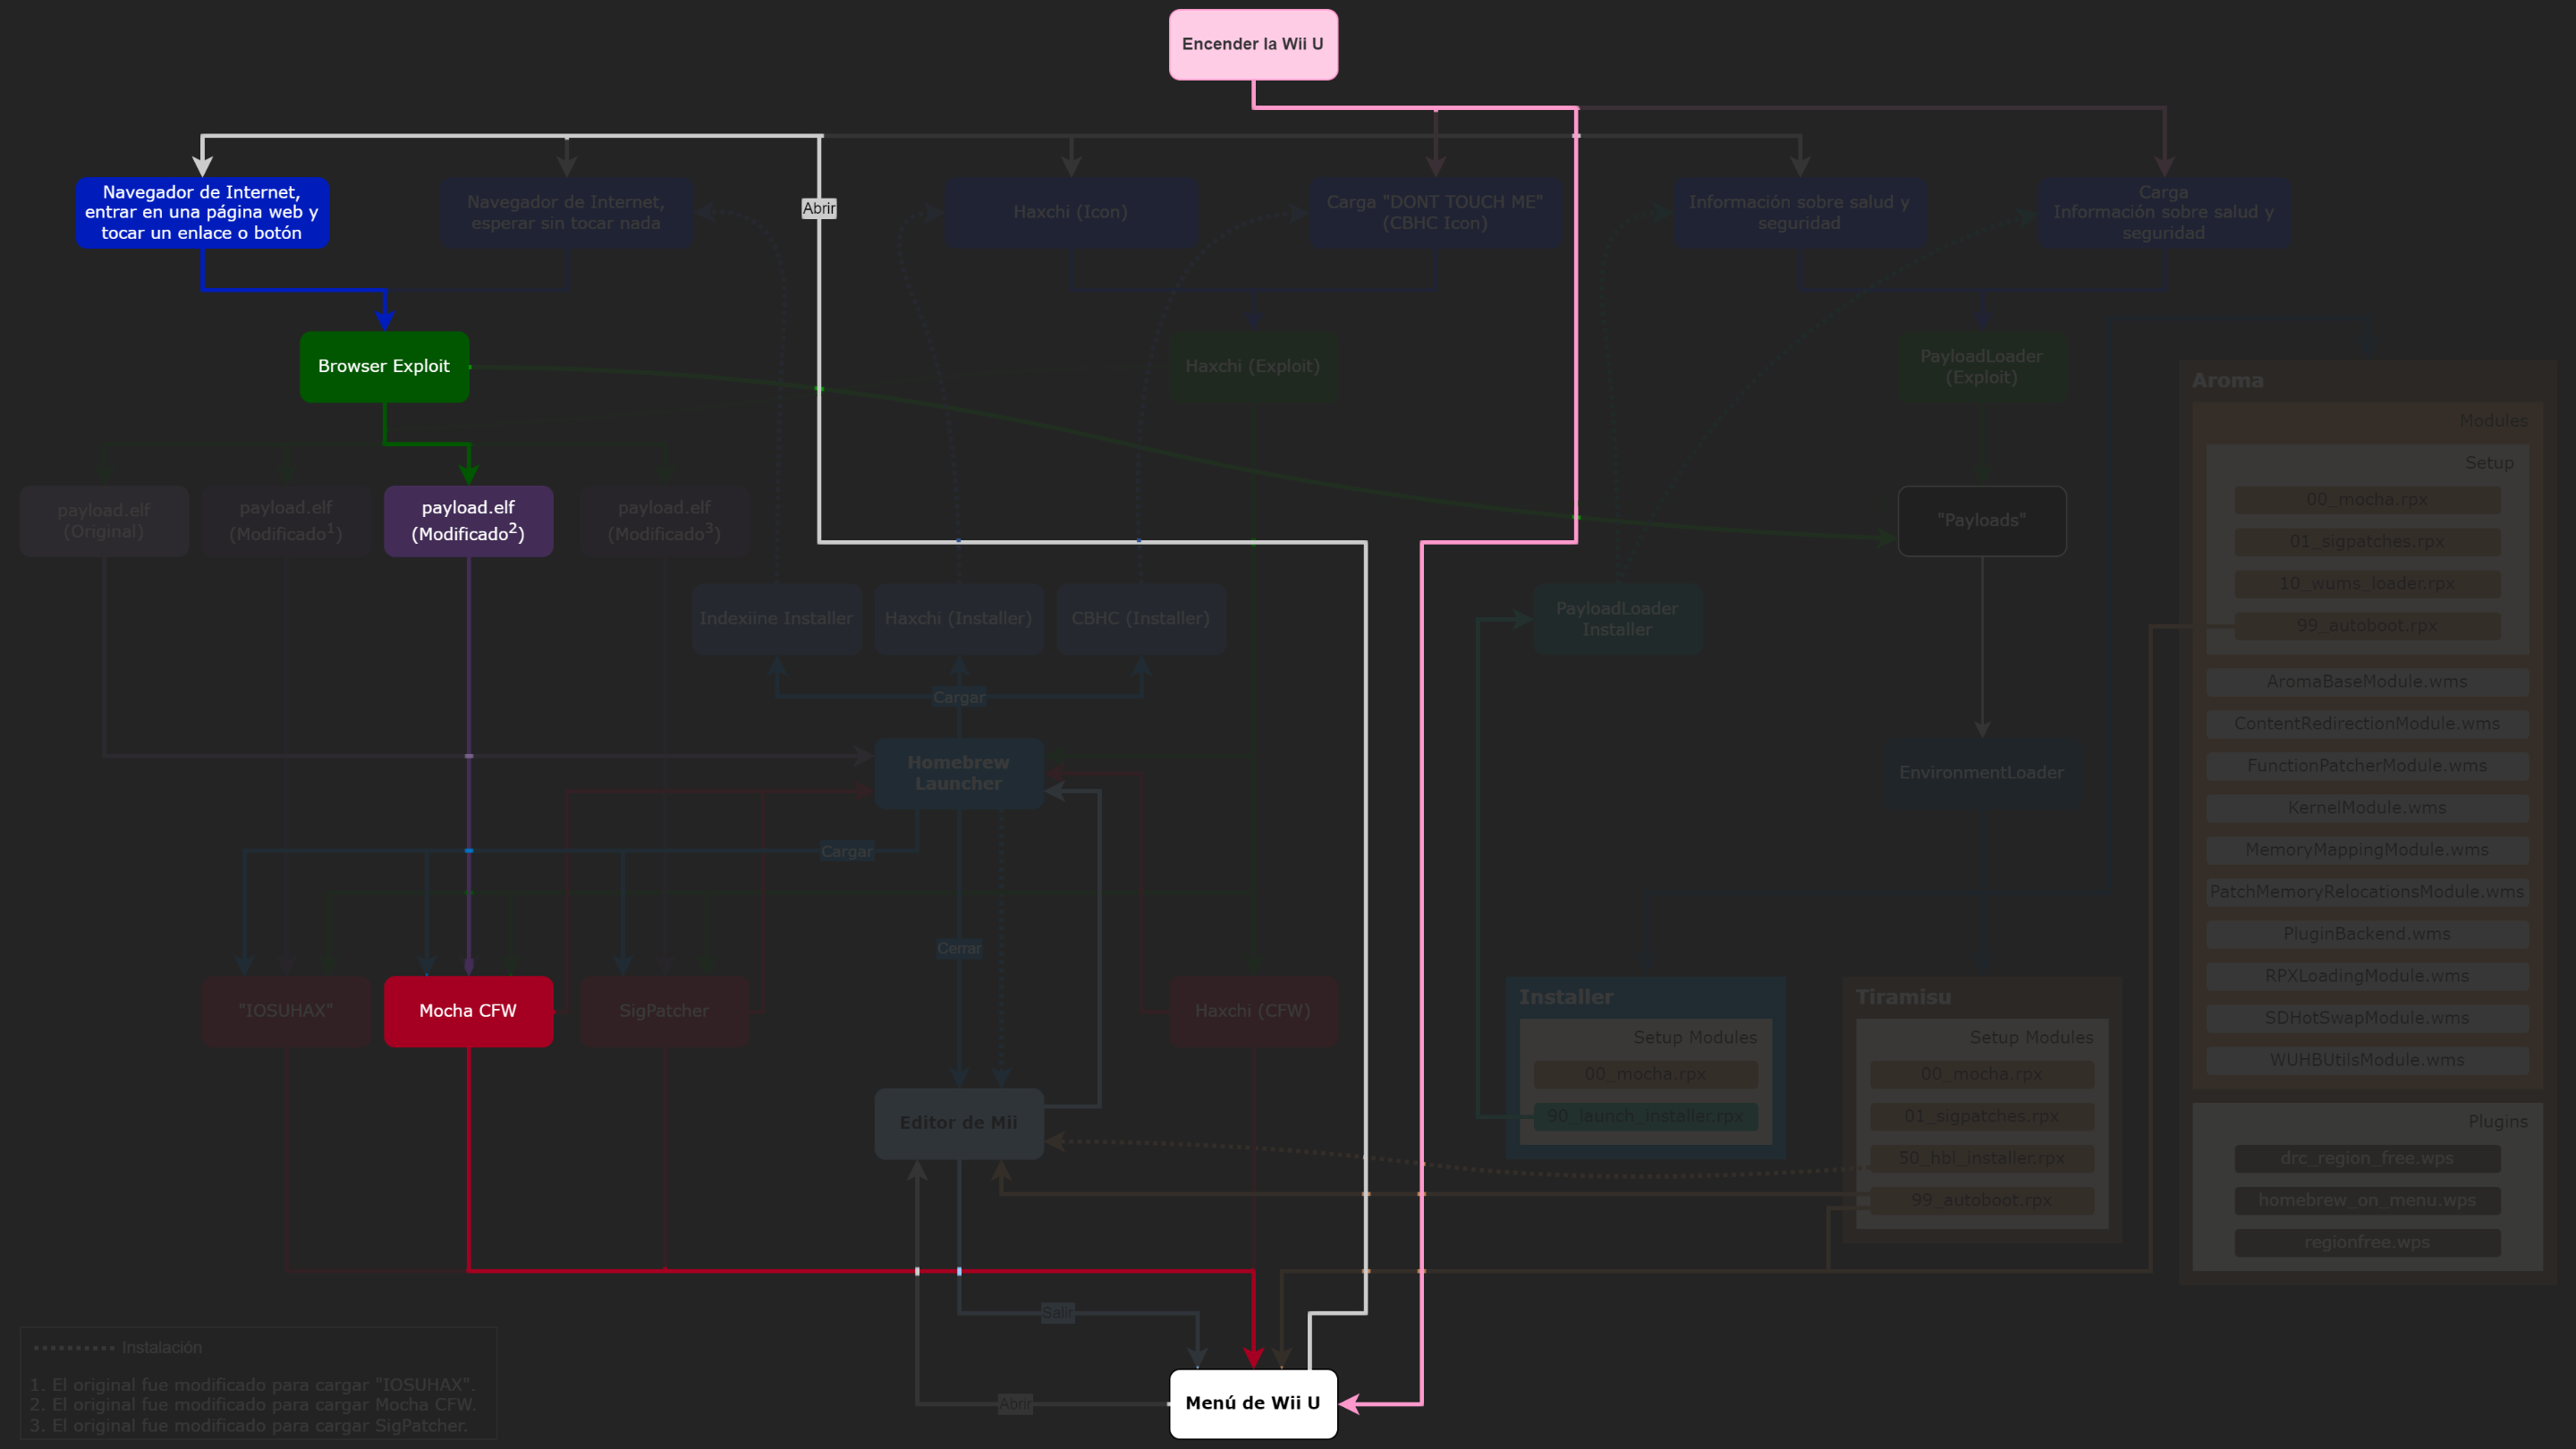 Encender la Wii U
Abrir
Navegador de Internet,
entrar en una página web y
tocar un enlace o botón
Navegador de Internet,
esperar sin tocar nada
Haxchi (Icon)
Carga "DONT TOUCH ME"
(CBHC Icon)
Información sobre salud y
seguridad
Carga
Información sobre salud y
seguridad
Browser Exploit
Haxchi (Exploit)
PayloadLoader
(Exploit)
payload.elf
(Original)
payload.elf
(Modificado¹)
payload.elf
(Modificado²)
payload.elf
(Modificado³)
"Payloads"
Indexiine Installer
Haxchi (Installer)
CBHC (Installer)
PayloadLoader
Installer
Cargar
Homebrew
Launcher
EnvironmentLoader
Cargar
Cerrar
"IOSUHAX"
Mocha CFW
SigPatcher
Haxchi (CFW)
Editor de Mii
Salir
Abrir
Menú de Wii U
Installer
Setup Modules
00_mocha.rpx
90_launch_installer.rpx
Tiramisu
Setup Modules
00_mocha.rpx
01_sigpatches.rpx
50_hbl_installer.rpx
99_autoboot.rpx
Aroma
Modules
Setup
00_mocha.rpx
01_sigpatches.rpx
10_wums_loader.rpx
99_autoboot.rpx
AromaBaseModule.wms
ContentRedirectionModule.wms
FunctionPatcherModule.wms
KernelModule.wms
MemoryMappingModule.wms
PatchMemoryRelocationsModule.wms
PluginBackend.wms
RPXLoadingModule.wms
SDHotSwapModule.wms
WUHBUtilsModule.wms
Plugins
drc_region_free.wps
homebrew_on_menu.wps
regionfree.wps
Instalación
1. El original fue modificado para cargar "IOSUHAX".
2. El original fue modificado para cargar Mocha CFW.
3. El original fue modificado para cargar SigPatcher.